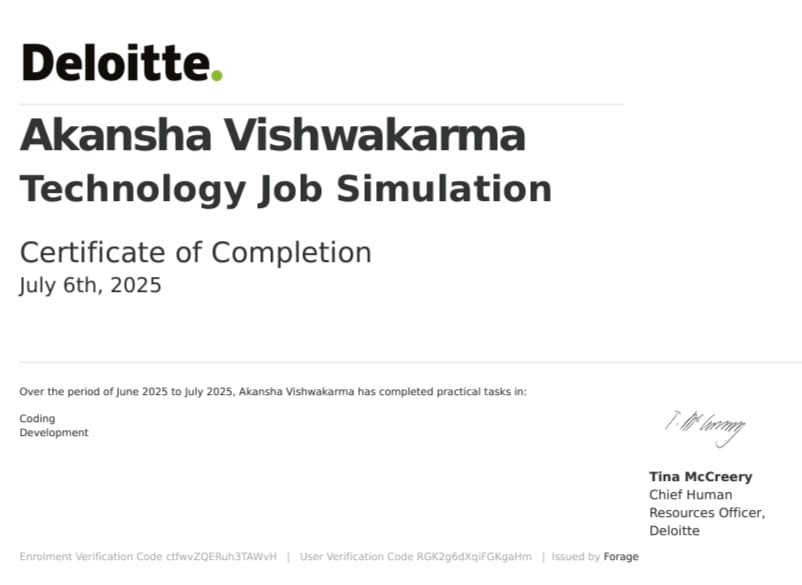 Deloitte.
Akansha Vishwakarma
Technology Job Simulation
Certificate of Completion
July 6th, 2025
Over the period of June 2025 to July 2025, Akansha Vishwakarma has completed practical tasks in:
Coding
Development
T. McCreery
Tina McCreery
Chief Human
Resources Officer,
Deloitte
Enrolment Verification Code ctfwvZQERuh3TAWvH | User Verification Code RGK2g6dXqiFGKgaHm | Issued by Forage